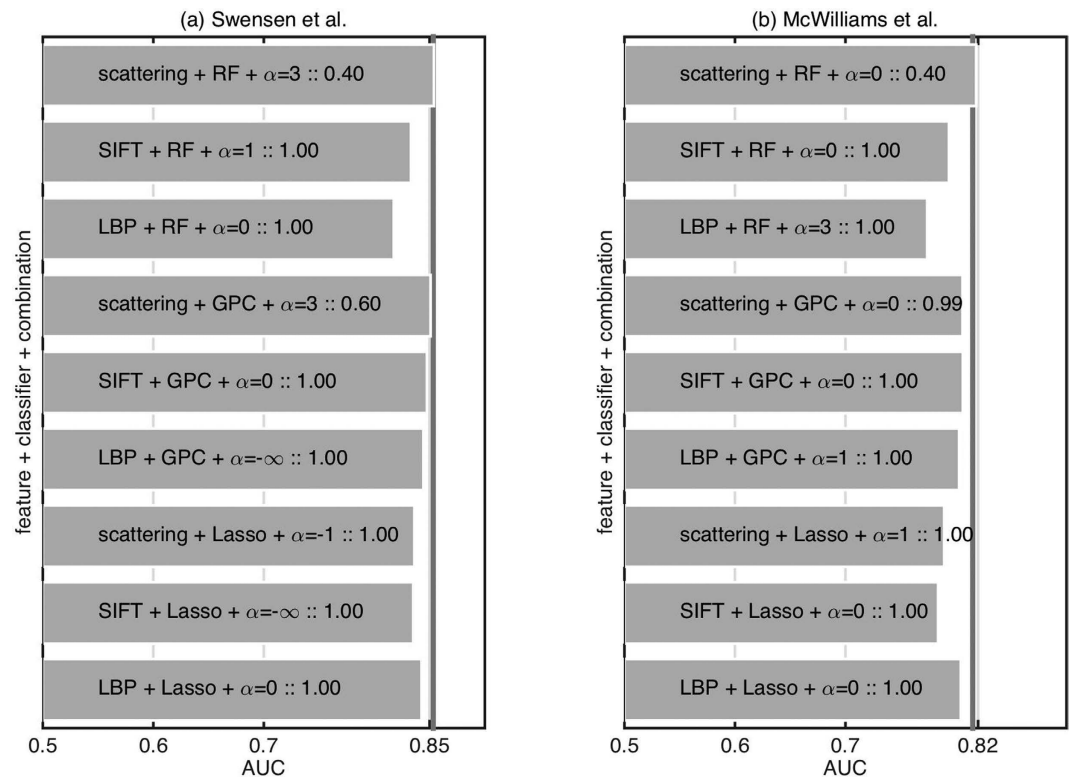 (a) Swensen et al.
feature + classifier + combination
scattering + RF + α=3 :: 0.40
SIFT + RF + α=1 :: 1.00
LBP + RF + α=0 :: 1.00
scattering + GPC + α=3 :: 0.60
SIFT + GPC + α=0 :: 1.00
LBP + GPC + α=-∞ :: 1.00
scattering + Lasso + α=-1 :: 1.00
SIFT + Lasso + α=-∞ :: 1.00
LBP + Lasso + α=0 :: 1.00
0.5 0.6 0.7 0.85
AUC
(b) McWilliams et al.
feature + classifier + combination
scattering + RF + α=0 :: 0.40
SIFT + RF + α=0 :: 1.00
LBP + RF + α=3 :: 1.00
scattering + GPC + α=0 :: 0.99
SIFT + GPC + α=0 :: 1.00
LBP + GPC + α=1 :: 1.00
scattering + Lasso + α=1 :: 1.00
SIFT + Lasso + α=0 :: 1.00
LBP + Lasso + α=0 :: 1.00
0.5 0.6 0.7 0.82
AUC